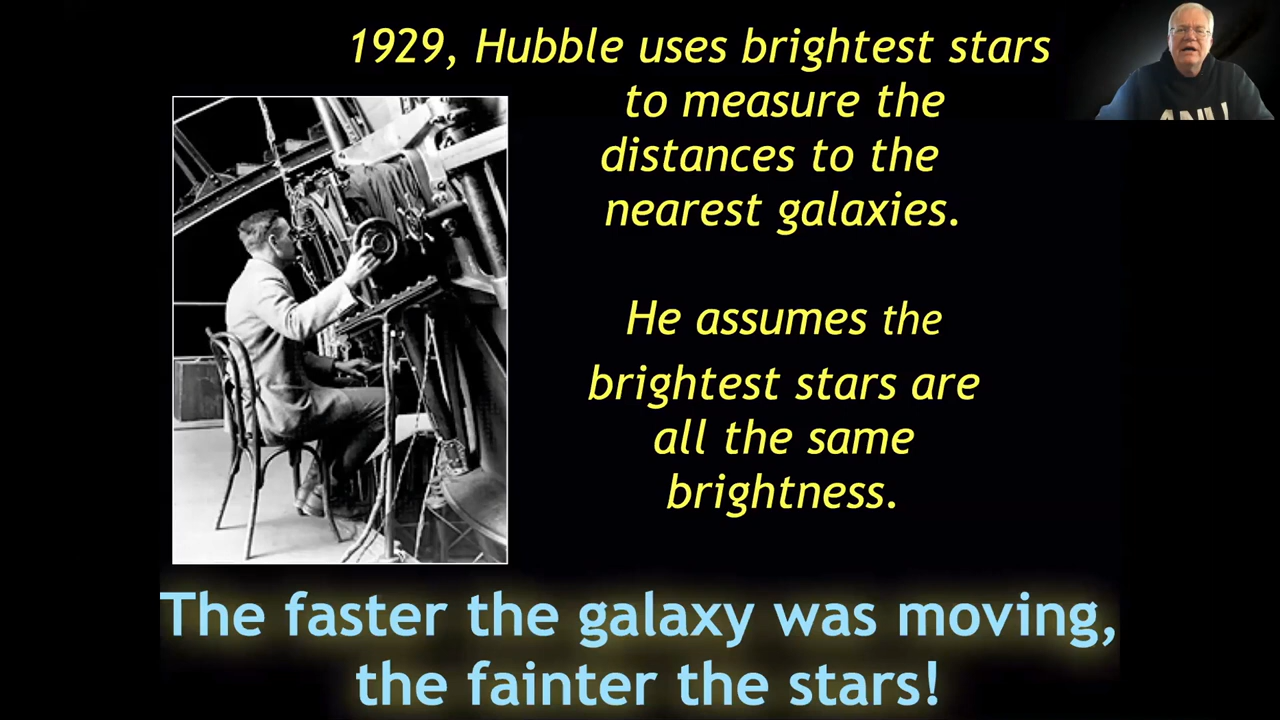 1929, Hubble uses brightest stars
to measure the
distances to the
nearest galaxies.
He assumes the
brightest stars are
all the same
brightness.
The faster the galaxy was moving,
the fainter the stars!
ANU